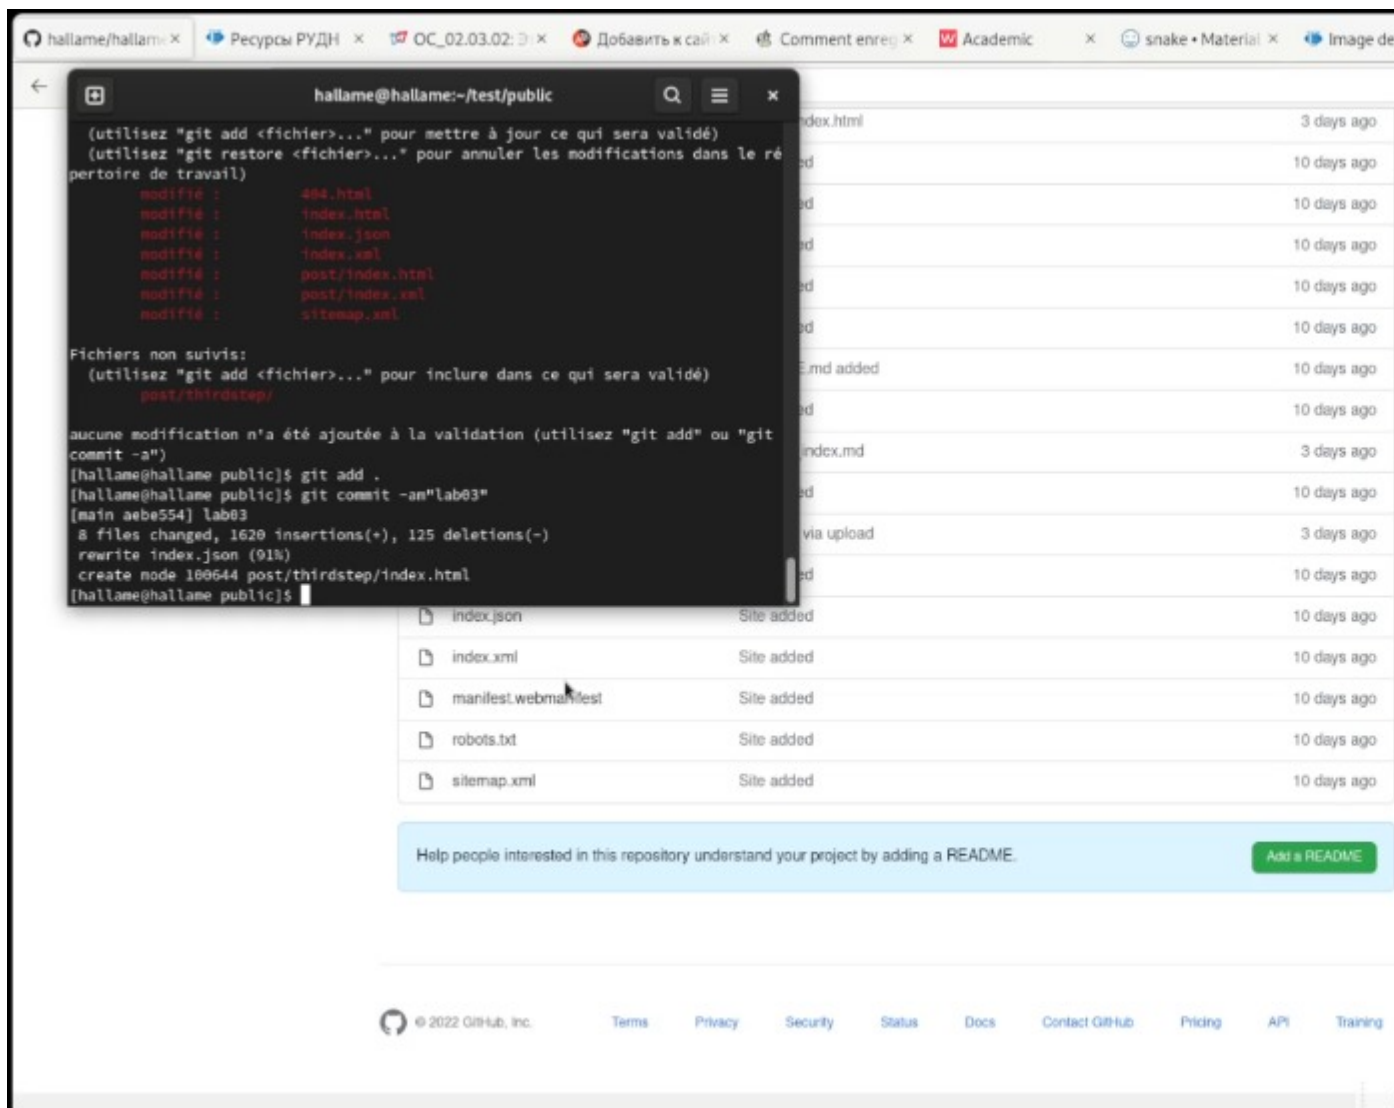 hallame/hallam
Ресурсы РУДН
ОС_02.03.02: Э
Добавить к сай
Comment enreg
Academic
snake • Material
Image de
hallame@hallame:~/test/public
(utilisez "git add <fichier>..." pour mettre à jour ce qui sera validé)
(utilisez "git restore <fichier>..." pour annuler les modifications dans le ré
pertoire de travail)
modifié : 404.html
modifié : index.html
modifié : index.json
modifié : index.xml
modifié : post/index.html
modifié : post/index.xml
modifié : sitemap.xml
Fichiers non suivis:
(utilisez "git add <fichier>..." pour inclure dans ce qui sera validé)
post/thirdstep/
aucune modification n'a été ajoutée à la validation (utilisez "git add" ou "git
commit -a")
[hallame@hallame public]$ git add .
[hallame@hallame public]$ git commit -am"lab03"
[main aebe554] lab03
8 files changed, 1620 insertions(+), 125 deletions(-)
rewrite index.json (91%)
create mode 100644 post/thirdstep/index.html
[hallame@hallame public]$
dex.html 3 days ago
ed 10 days ago
ed 10 days ago
ed 10 days ago
ed 10 days ago
ed 10 days ago
E.md added 10 days ago
ed 10 days ago
index.md 3 days ago
ed 10 days ago
via upload 3 days ago
ed 10 days ago
index.json Site added 10 days ago
index.xml Site added 10 days ago
manifest.webmanifest Site added 10 days ago
robots.txt Site added 10 days ago
sitemap.xml Site added 10 days ago
Help people interested in this repository understand your project by adding a README.
Add a README
© 2022 GitHub, Inc. Terms Privacy Security Status Docs Contact GitHub Pricing API Training